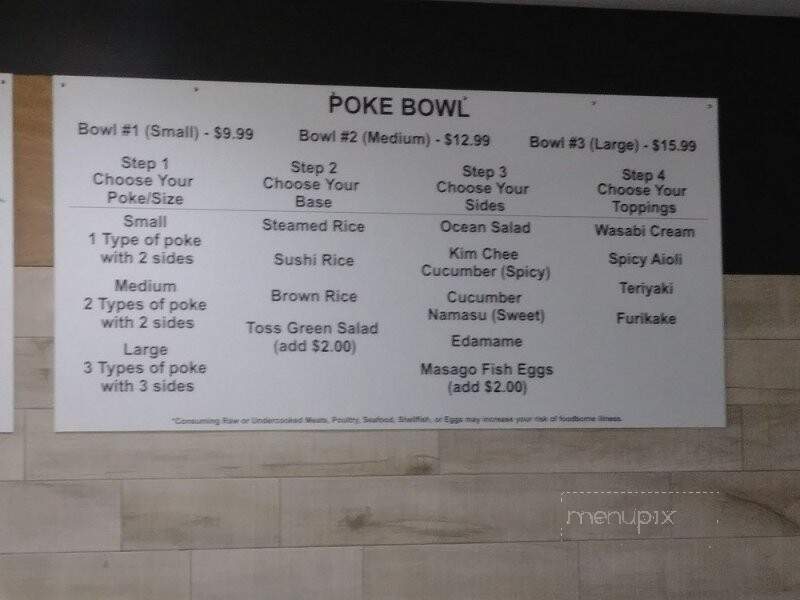 POKE BOWL
Bowl #1 (Small) - $9.99
Bowl #2 (Medium) - $12.99
Bowl #3 (Large) - $15.99
Step 1
Choose Your
Poke/Size
Small
1 Type of poke
with 2 sides
Medium
2 Types of poke
with 2 sides
Large
3 Types of poke
with 3 sides
Step 2
Choose Your
Base
Steamed Rice
Sushi Rice
Brown Rice
Toss Green Salad
(add $2.00)
Step 3
Choose Your
Sides
Ocean Salad
Kim Chee
Cucumber (Spicy)
Cucumber
Namasu (Sweet)
Edamame
Masago Fish Eggs
(add $2.00)
Step 4
Choose Your
Toppings
Wasabi Cream
Spicy Aioli
Teriyaki
Furikake
*Consuming Raw or Undercooked Meats, Poultry, Seafood, Shellfish, or Eggs may increase your risk of foodborne illness.
menupix